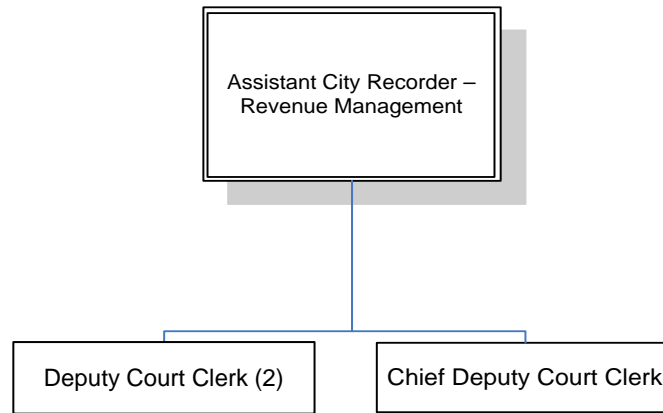 Assistant City Recorder –
Revenue Management
Deputy Court Clerk (2)
Chief Deputy Court Clerk